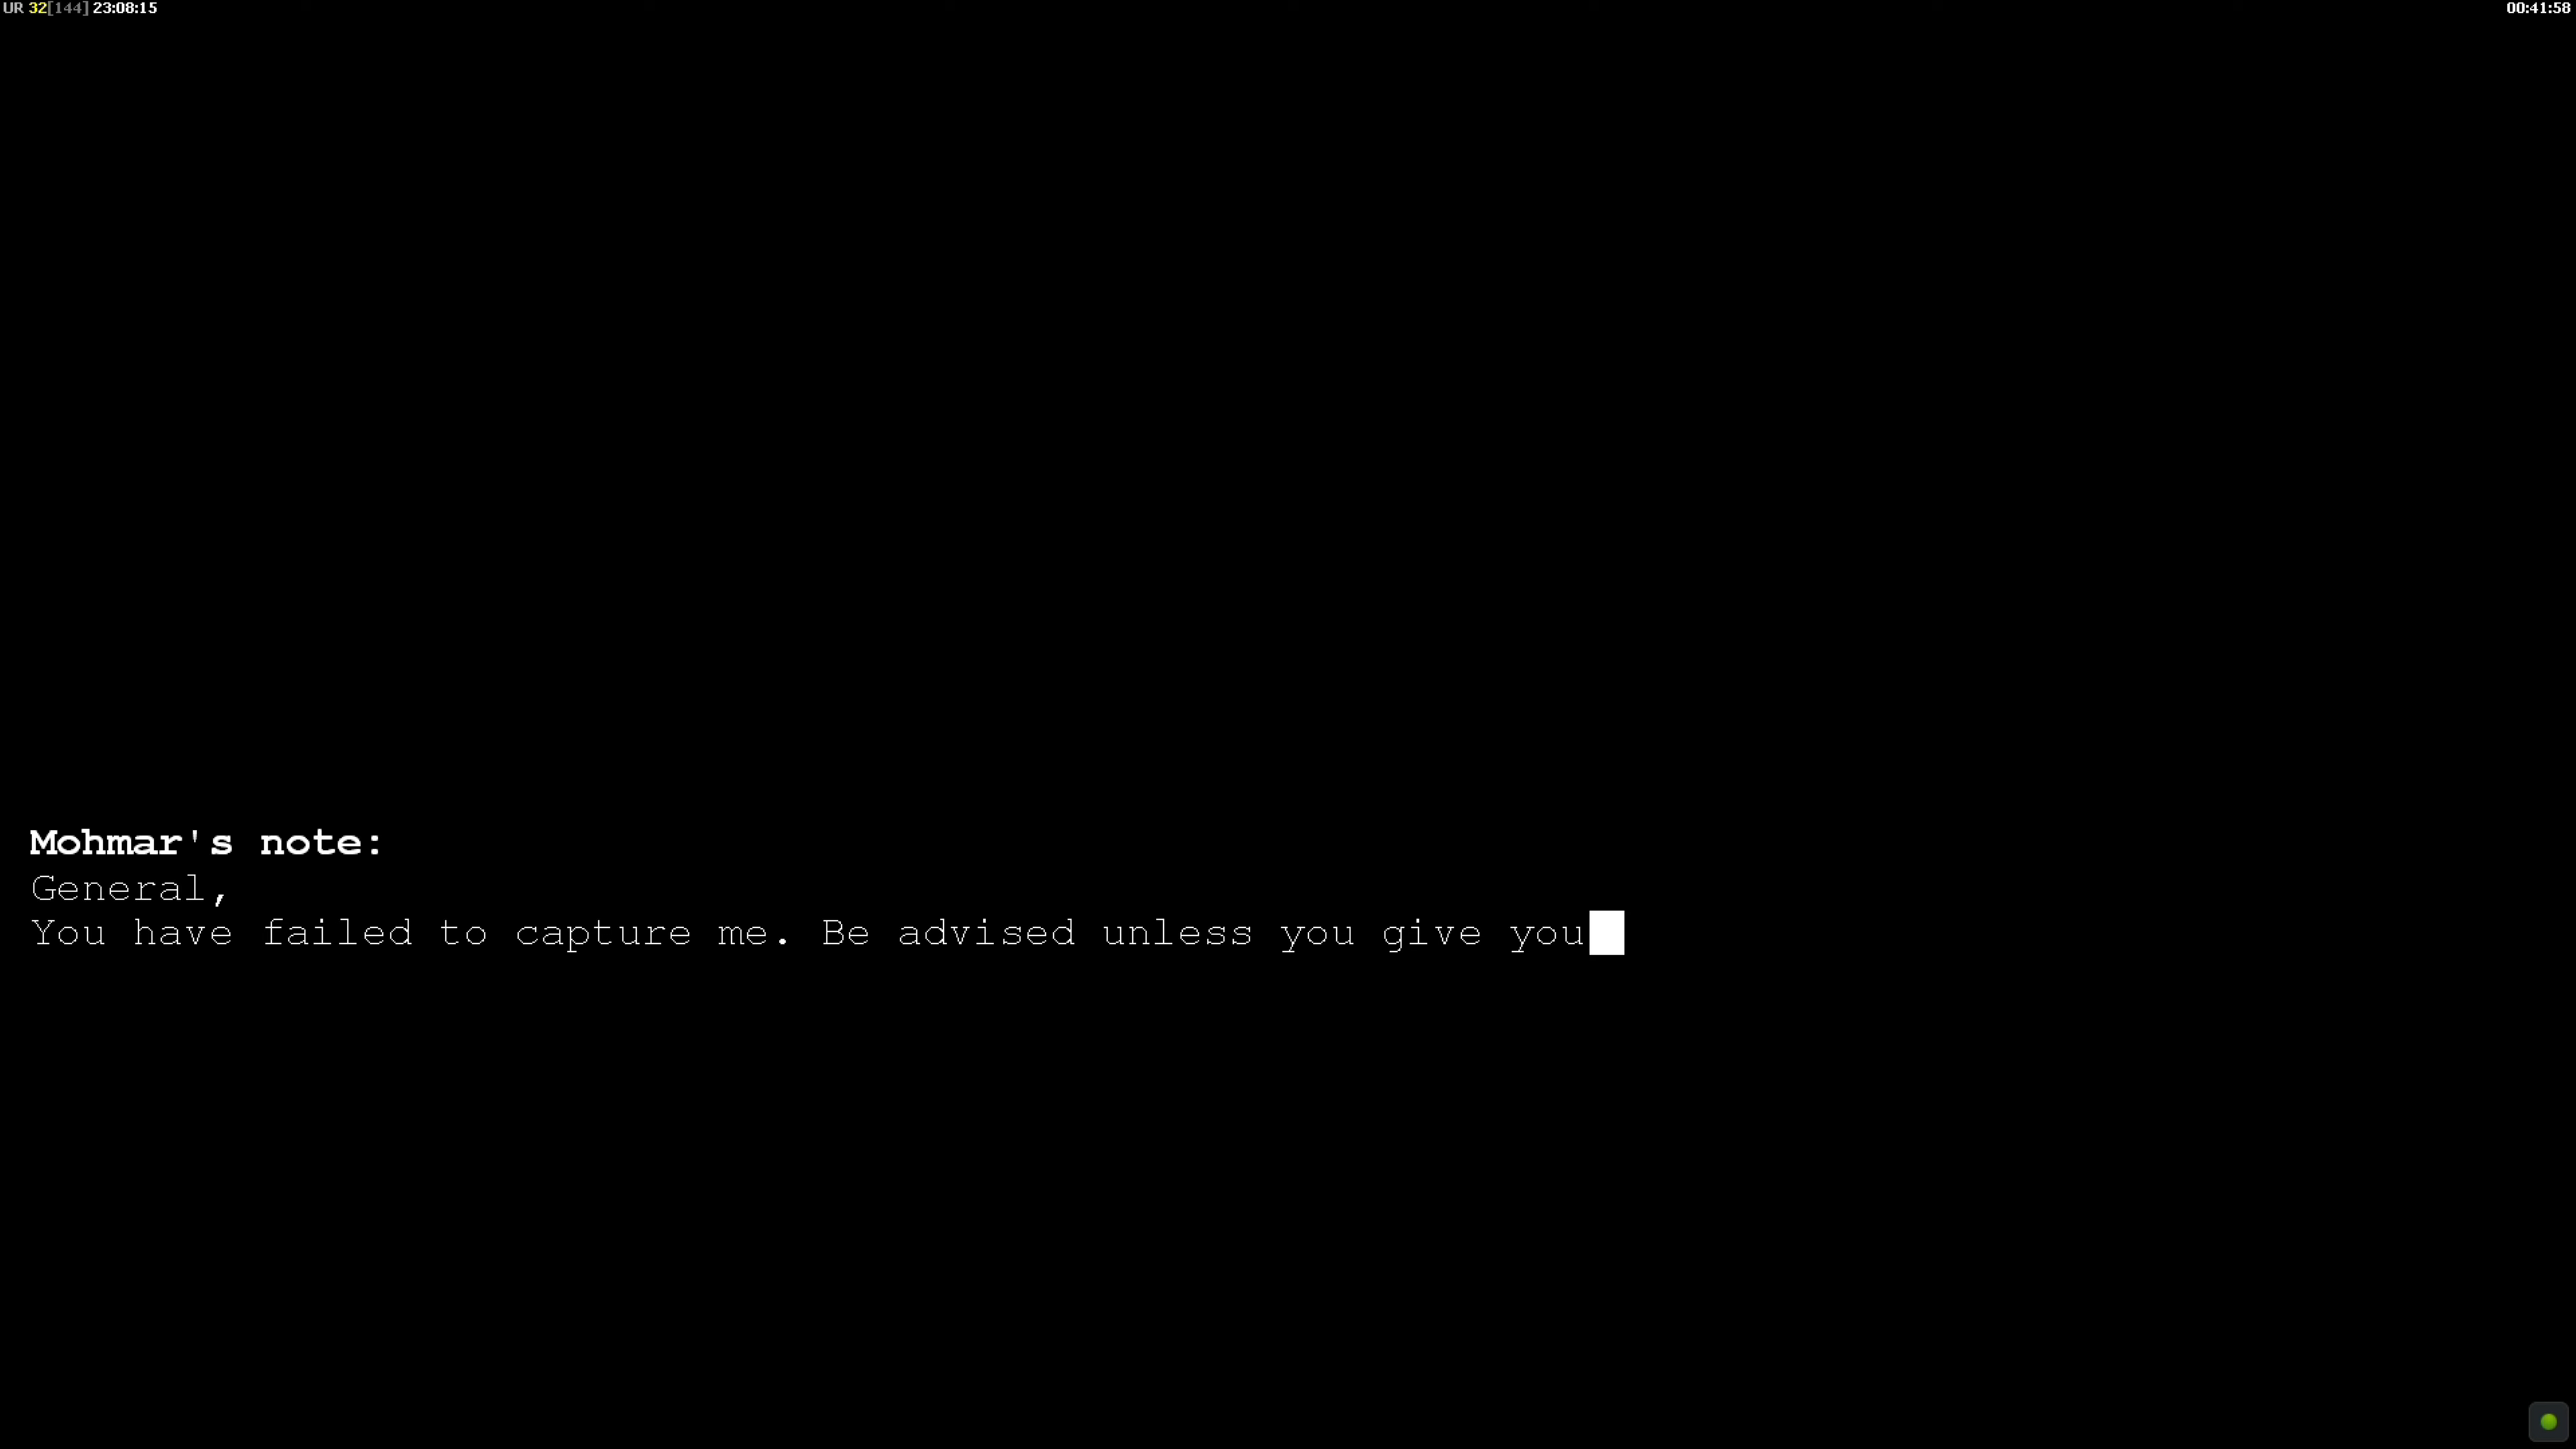 UR 32[144] 23:08:15
00:41:58
Mohmar's note:
General,
You have failed to capture me. Be advised unless you give you